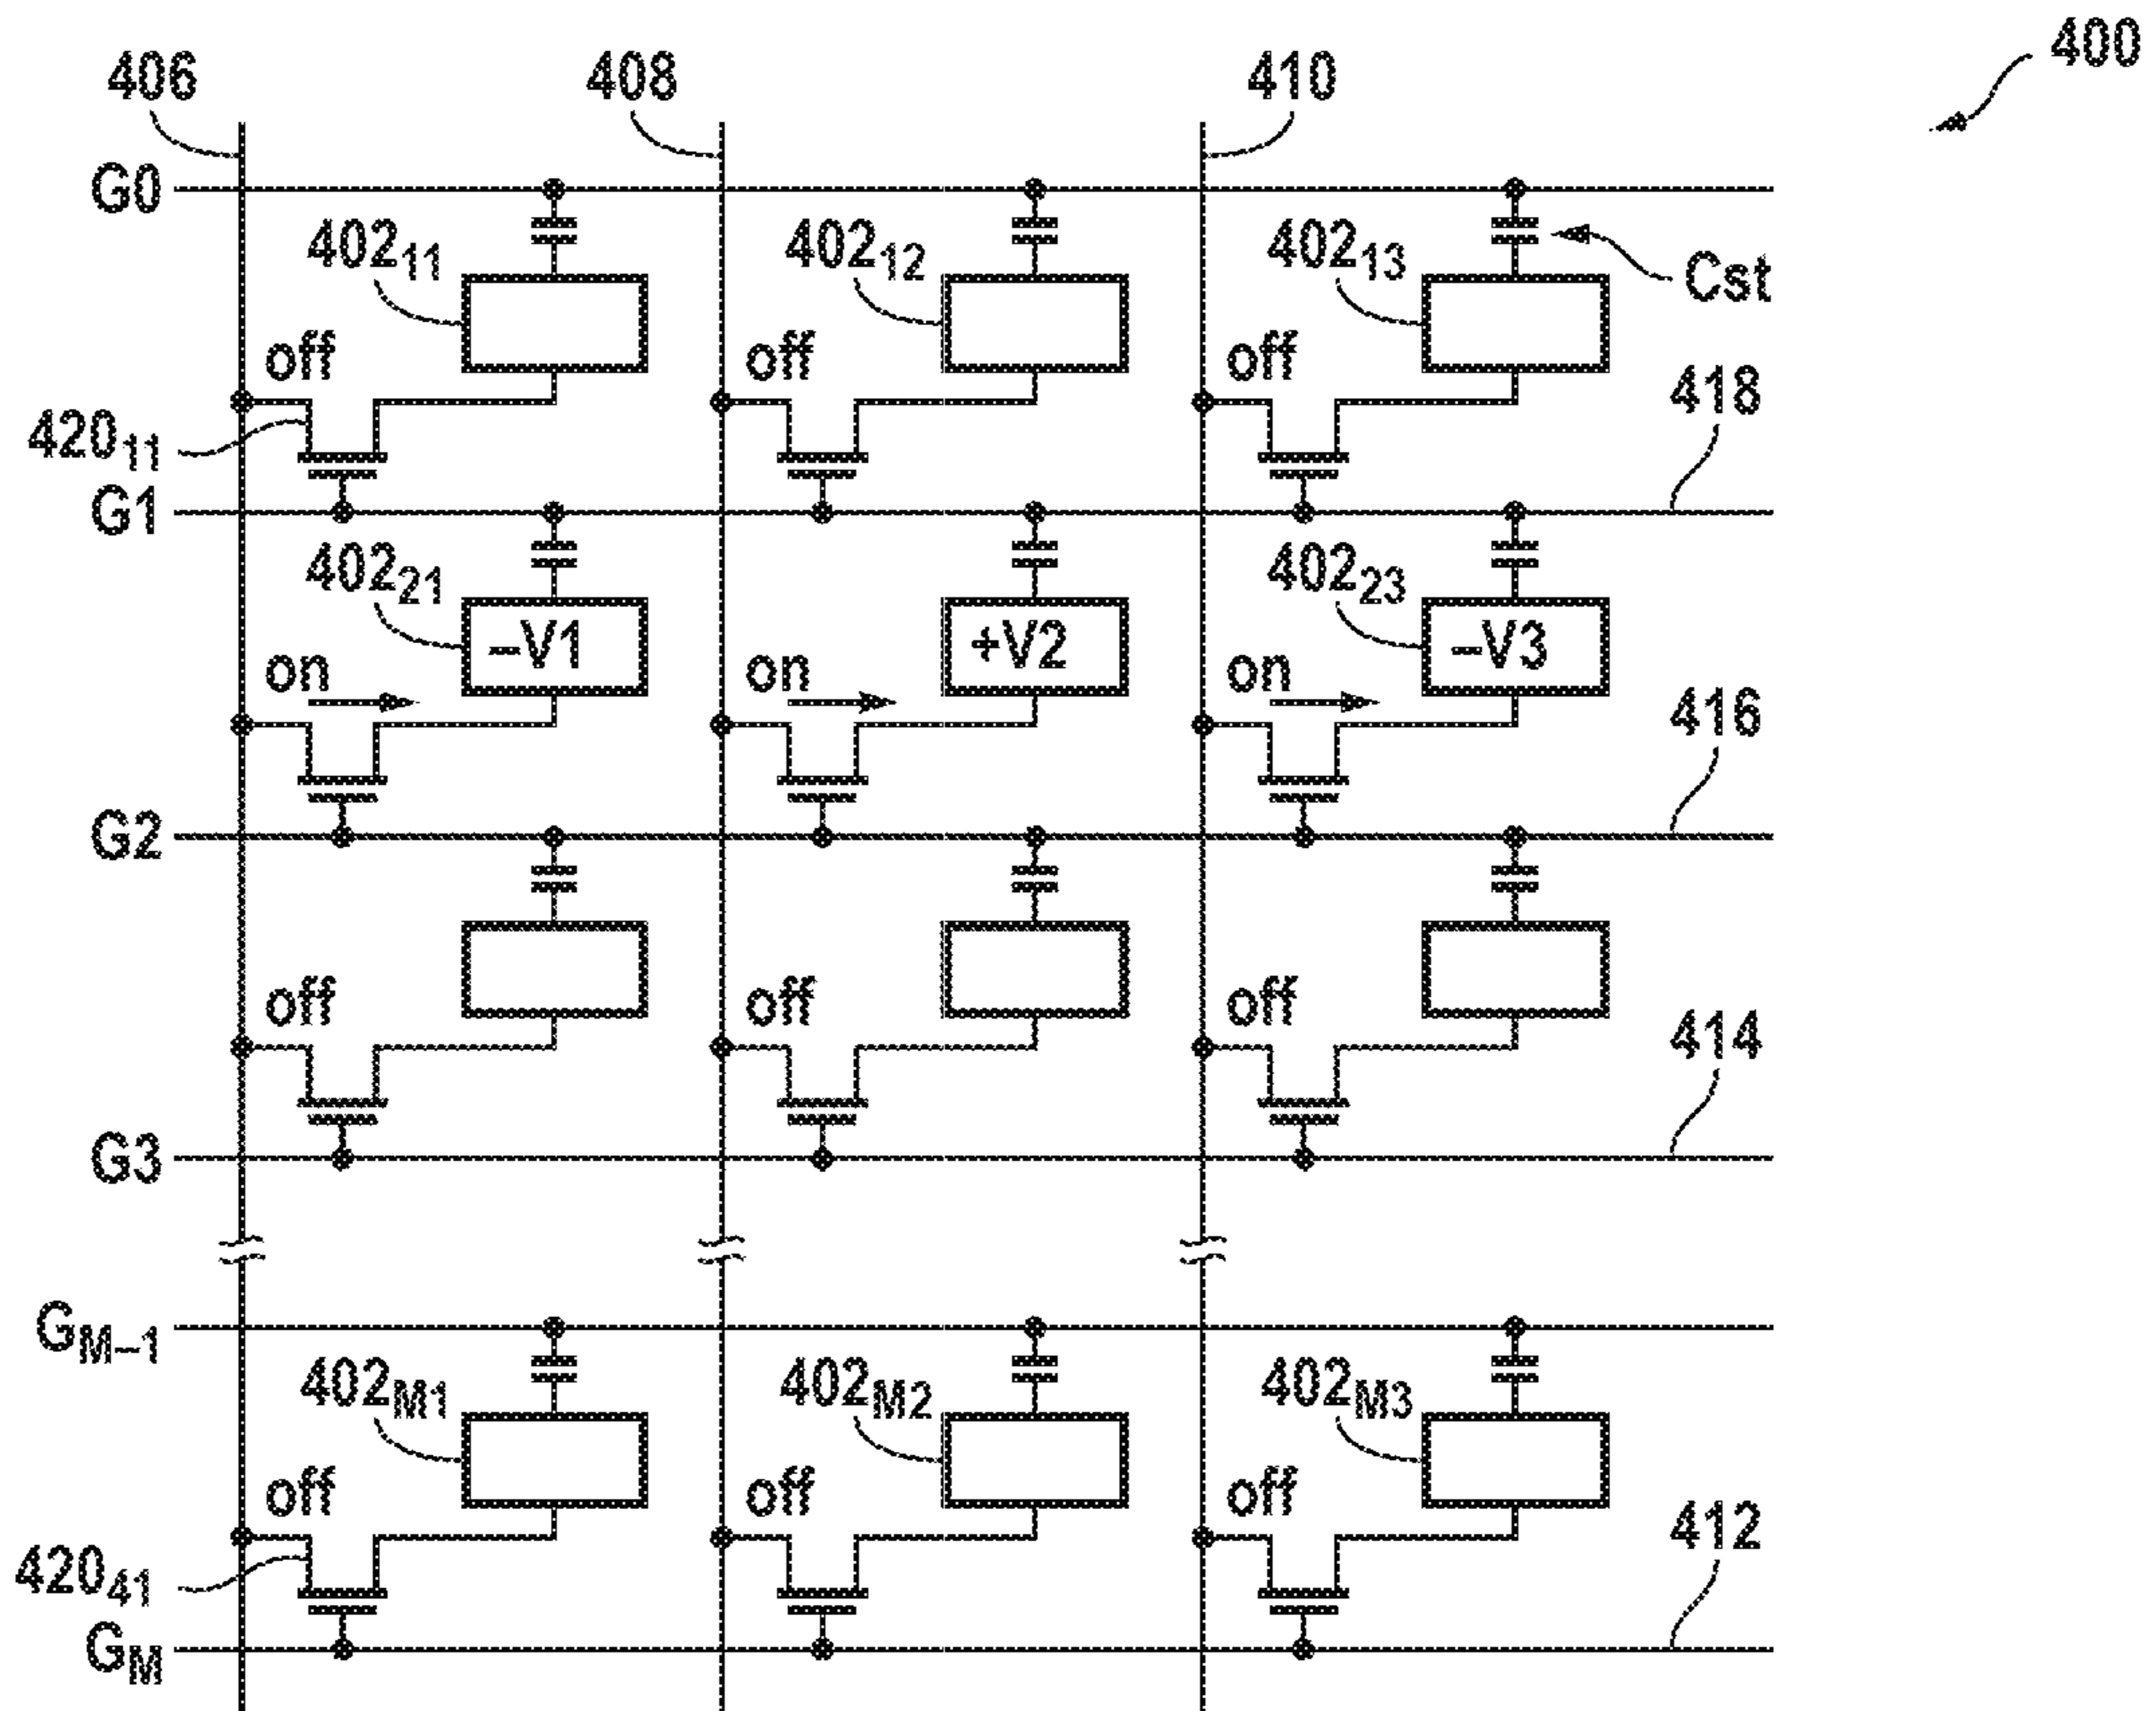 400
406 408 410
G0
402₁₁ 402₁₂ 402₁₃ Cst
off off off 418
420₁₁
G1
402₂₁ 402₂₃
–V1 +V2 –V3
on on on 416
G2
off off off 414
G3
G_M–1
402_M1 402_M2 402_M3
off off off 412
420₄₁
G_M